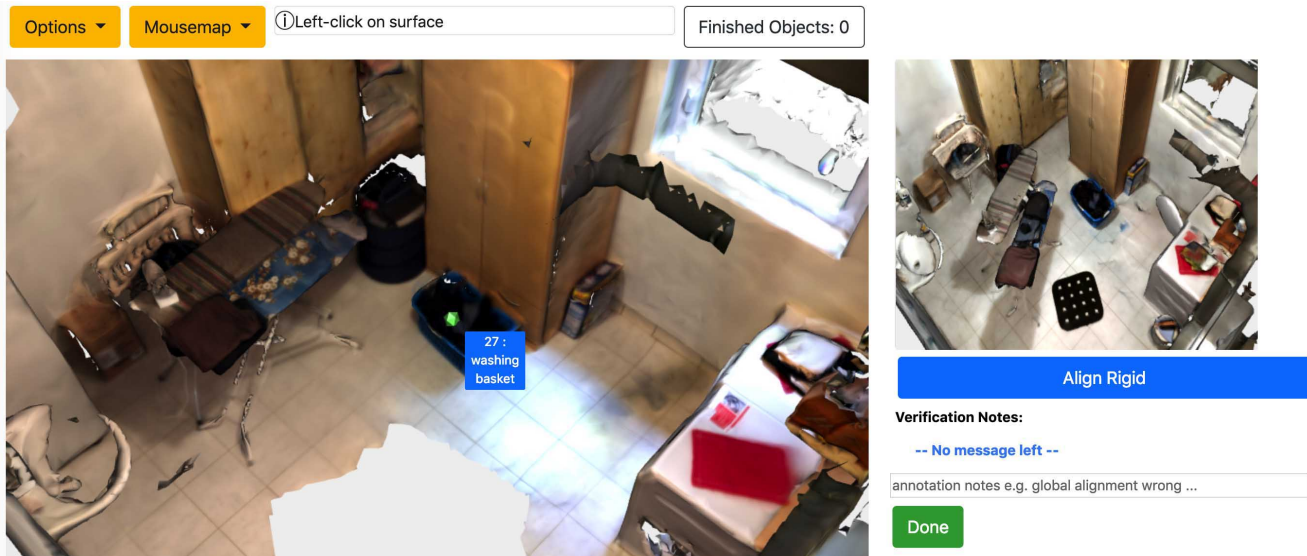 Options
Mousemap
Left-click on surface
Finished Objects: 0
27 :
washing
basket
Align Rigid
Verification Notes:
-- No message left --
annotation notes e.g. global alignment wrong ...
Done